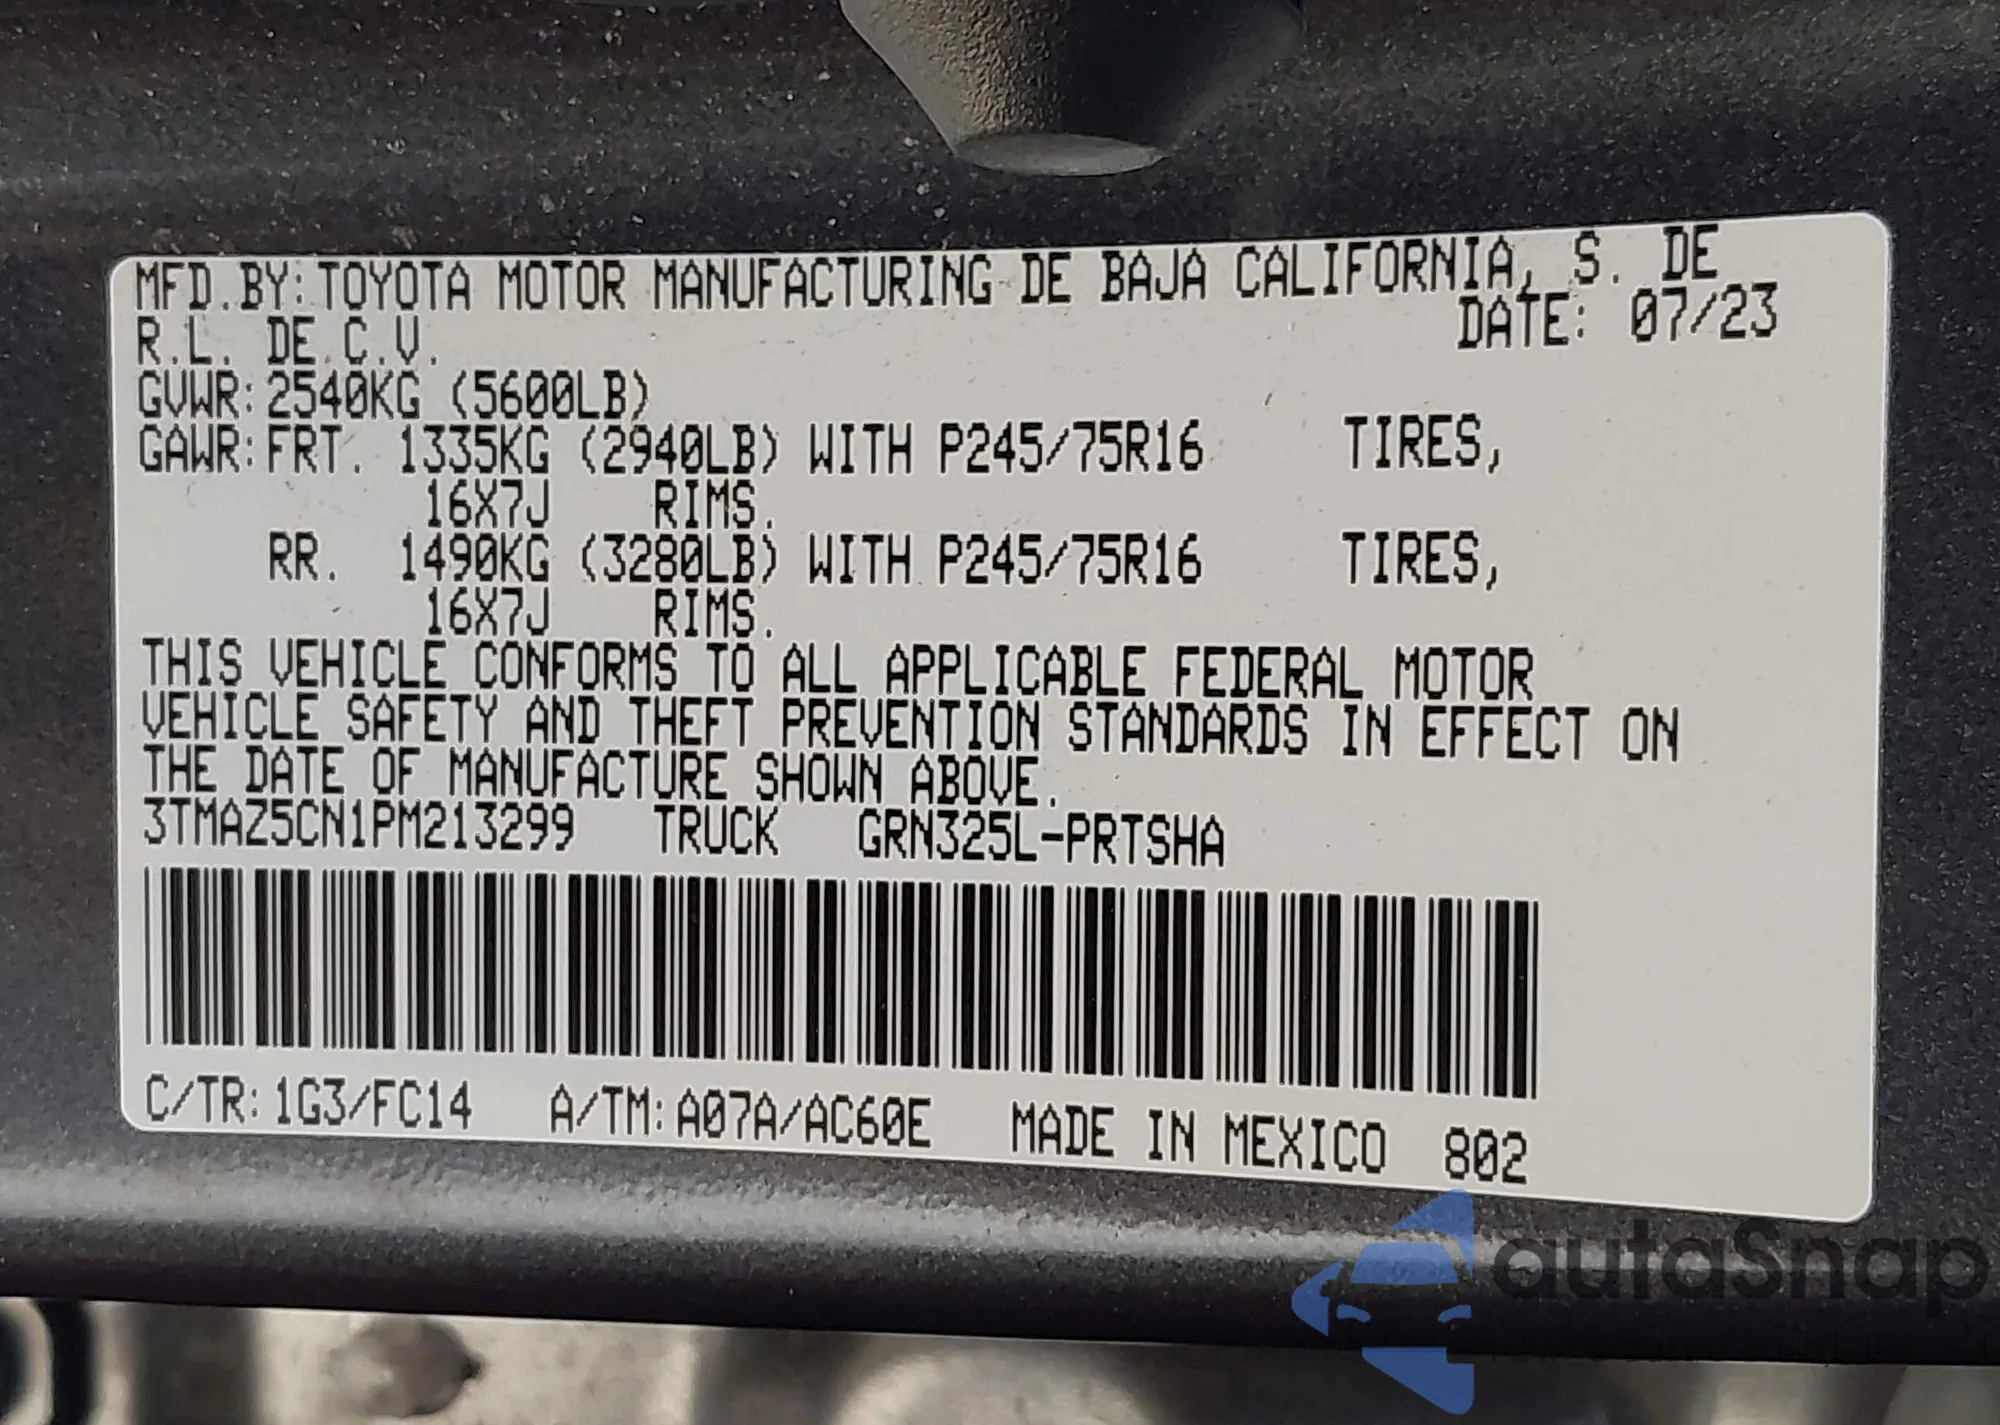 MFD.BY:TOYOTA MOTOR MANUFACTURING DE BAJA CALIFORNIA, S. DE
R.L. DE C.V. DATE: 07/23
GVWR:2540KG (5600LB)
GAWR:FRT. 1335KG (2940LB) WITH P245/75R16 TIRES,
16X7J RIMS.
RR. 1490KG (3280LB) WITH P245/75R16 TIRES,
16X7J RIMS.
THIS VEHICLE CONFORMS TO ALL APPLICABLE FEDERAL MOTOR
VEHICLE SAFETY AND THEFT PREVENTION STANDARDS IN EFFECT ON
THE DATE OF MANUFACTURE SHOWN ABOVE.
3TMAZ5CN1PM213299 TRUCK GRN325L-PRTSHA
C/TR:1G3/FC14 A/TM:A07A/AC60E MADE IN MEXICO 802
autaSnap